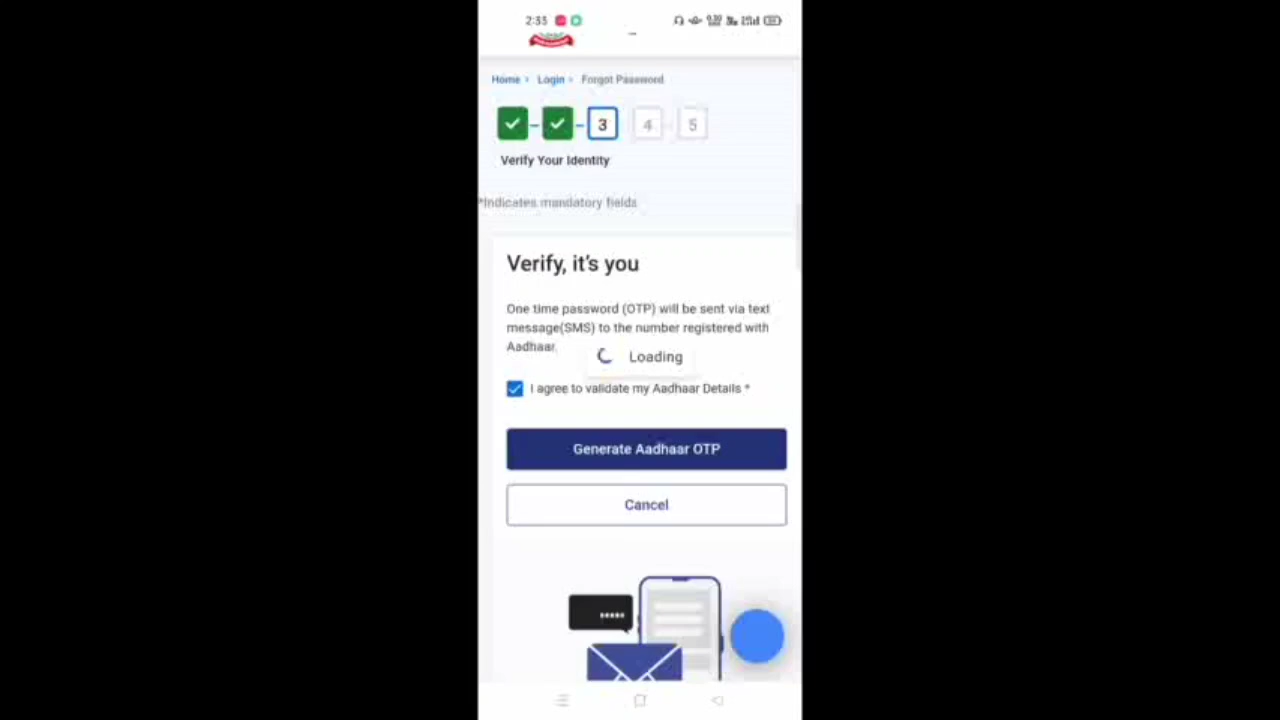 2:33
Home > Login > Forgot Password
3 4 5
Verify Your Identity
*Indicates mandatory fields
Verify, it's you
One time password (OTP) will be sent via text
message(SMS) to the number registered with
Aadhaar.
Loading
I agree to validate my Aadhaar Details *
Generate Aadhaar OTP
Cancel